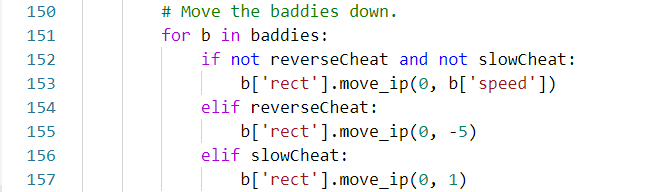 150 # Move the baddies down.
151 for b in baddies:
152 if not reverseCheat and not slowCheat:
153 b['rect'].move_ip(0, b['speed'])
154 elif reverseCheat:
155 b['rect'].move_ip(0, -5)
156 elif slowCheat:
157 b['rect'].move_ip(0, 1)